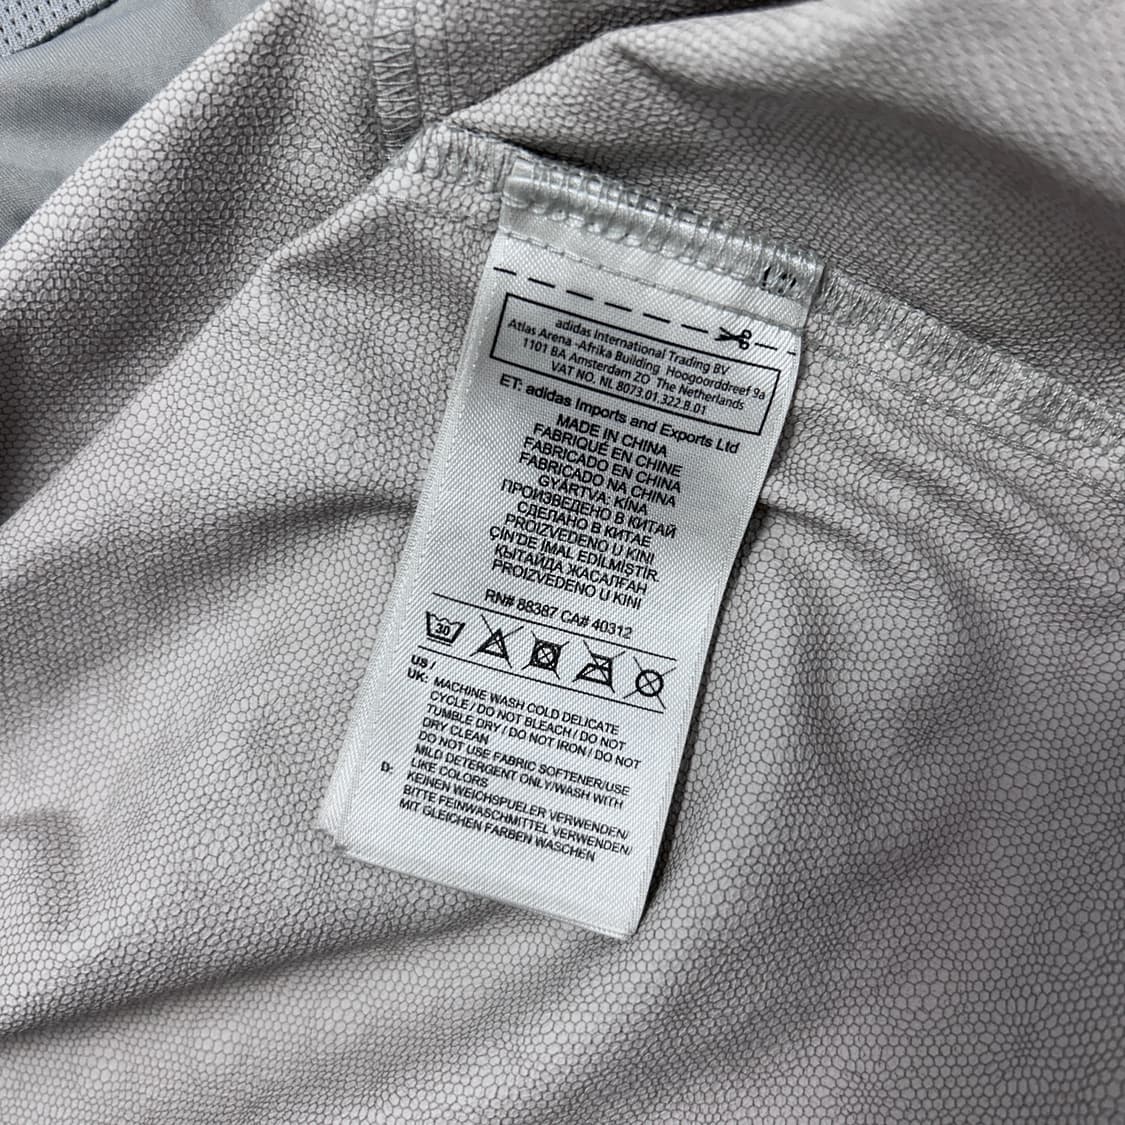 adidas International Trading BV
Atlas Arena -Afrika Building Hoogoorddreef 9a
1101 BA Amsterdam ZO The Netherlands
VAT NO. NL 8073.01.322.B.01
ET: adidas Imports and Exports Ltd
MADE IN CHINA
FABRIQUÉ EN CHINE
FABRICADO EN CHINA
FABRICADO NA CHINA
GYÁRTVA: KÍNA
ПРОИЗВЕДЕНО В КИТАЙ
СДЕЛАНО В КИТАЕ
PROIZVEDENO U KINI
ÇİN'DE İMAL EDİLMİŞTİR.
ҚЫТАЙДА ЖАСАЛҒАН
PROIZVEDENO U KINI
RN# 88387 CA# 40312
30
US /
UK: MACHINE WASH COLD DELICATE
CYCLE / DO NOT BLEACH / DO NOT
TUMBLE DRY / DO NOT IRON / DO NOT
DRY CLEAN
DO NOT USE FABRIC SOFTENER/USE
MILD DETERGENT ONLY/WASH WITH
LIKE COLORS
D: KEINEN WEICHSPUELER VERWENDEN/
BITTE FEINWASCHMITTEL VERWENDEN/
MIT GLEICHEN FARBEN WASCHEN